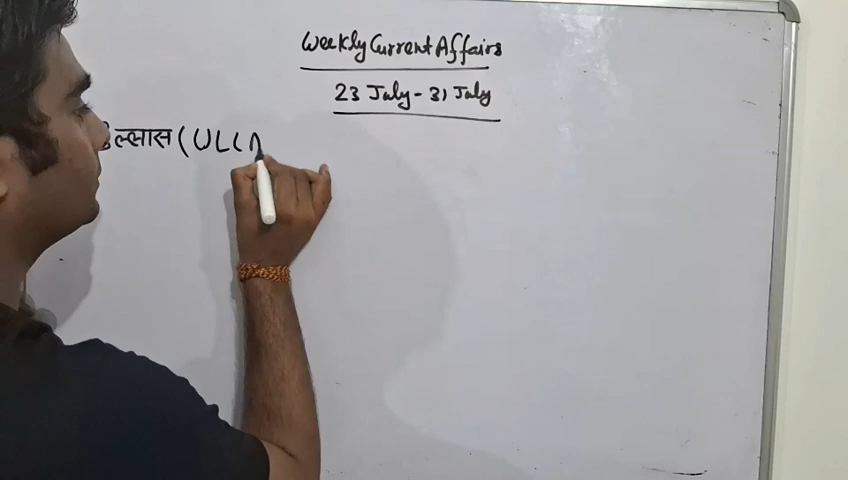 Weekly Current Affairs
23 July - 31 July
ल्लास (ULL